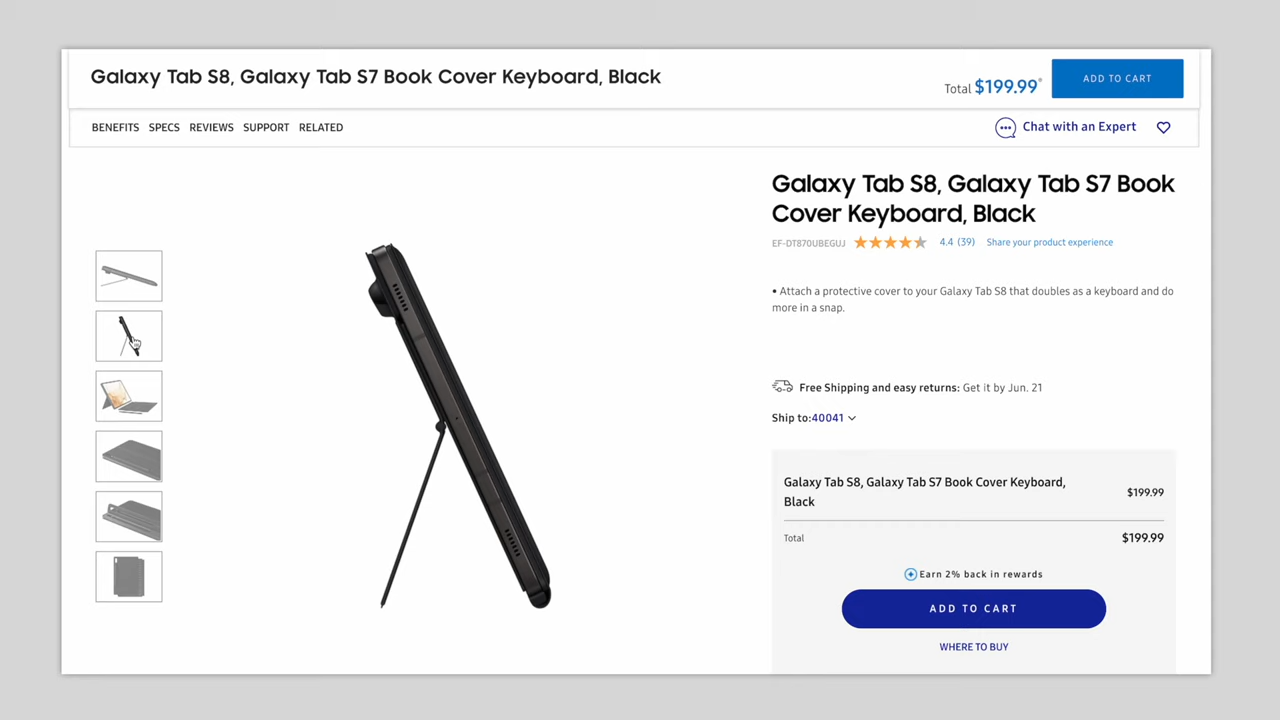 Galaxy Tab S8, Galaxy Tab S7 Book Cover Keyboard, Black
Total $199.99*
ADD TO CART
BENEFITS SPECS REVIEWS SUPPORT RELATED
Chat with an Expert
Galaxy Tab S8, Galaxy Tab S7 Book
Cover Keyboard, Black
EF-DT870UBEGUJ 4.4 (39) Share your product experience
• Attach a protective cover to your Galaxy Tab S8 that doubles as a keyboard and do
more in a snap.
Free Shipping and easy returns: Get it by Jun. 21
Ship to:40041
Galaxy Tab S8, Galaxy Tab S7 Book Cover Keyboard,
Black
$199.99
Total $199.99
Earn 2% back in rewards
ADD TO CART
WHERE TO BUY